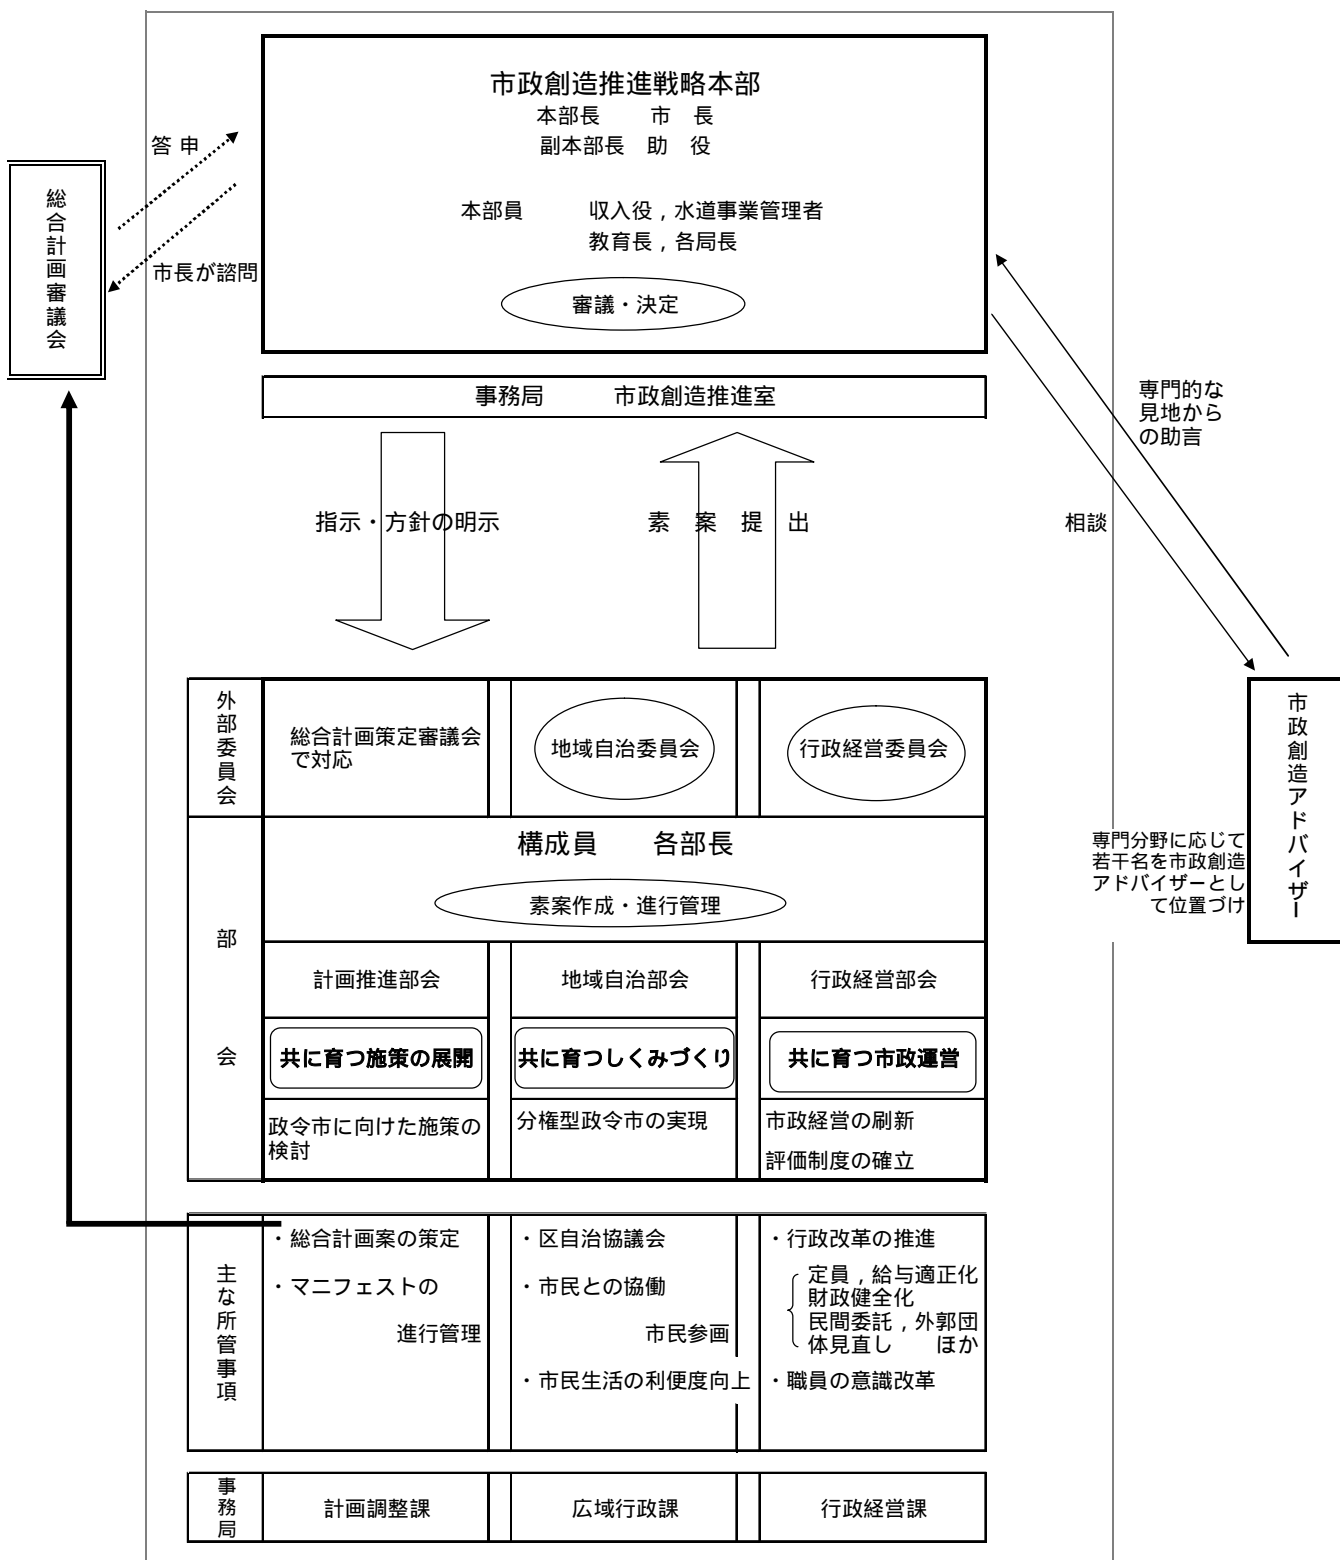 市政創造推進戦略本部
本部長　　市　長
副本部長　助　役
本部員　　収入役，水道事業管理者
教育長，各局長
審議・決定
答 申
市長が諮問
総合計画審議会
事務局　　市政創造推進室
専門的な
見地から
の助言
相談
指示・方針の明示
素　案　提　出
市政創造アドバイザー
専門分野に応じて
若干名を市政創造
アドバイザーとし
て位置づけ
外部委員会
総合計画策定審議会
で対応
地域自治委員会
行政経営委員会
部会
構成員　　各部長
素案作成・進行管理
計画推進部会
地域自治部会
行政経営部会
共に育つ施策の展開
共に育つしくみづくり
共に育つ市政運営
政令市に向けた施策の
検討
分権型政令市の実現
市政経営の刷新
評価制度の確立
主な所管事項
・総合計画案の策定
・マニフェストの
進行管理
・区自治協議会
・市民との協働
市民参画
・市民生活の利便度向上
・行政改革の推進
定員，給与適正化
財政健全化
民間委託，外郭団
体見直し　　ほか
・職員の意識改革
事務局
計画調整課
広域行政課
行政経営課